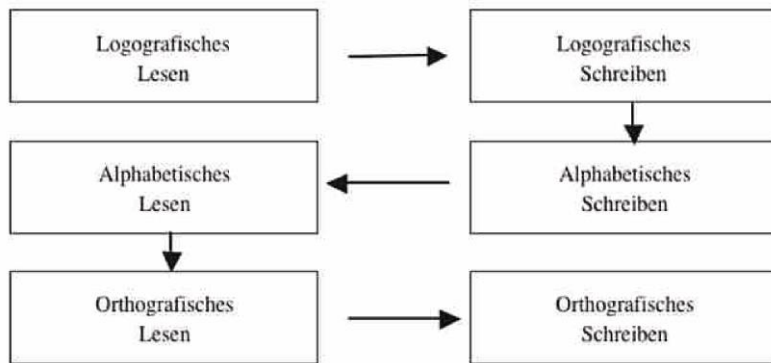 Logografisches
Lesen
Logografisches
Schreiben
Alphabetisches
Lesen
Alphabetisches
Schreiben
Orthografisches
Lesen
Orthografisches
Schreiben